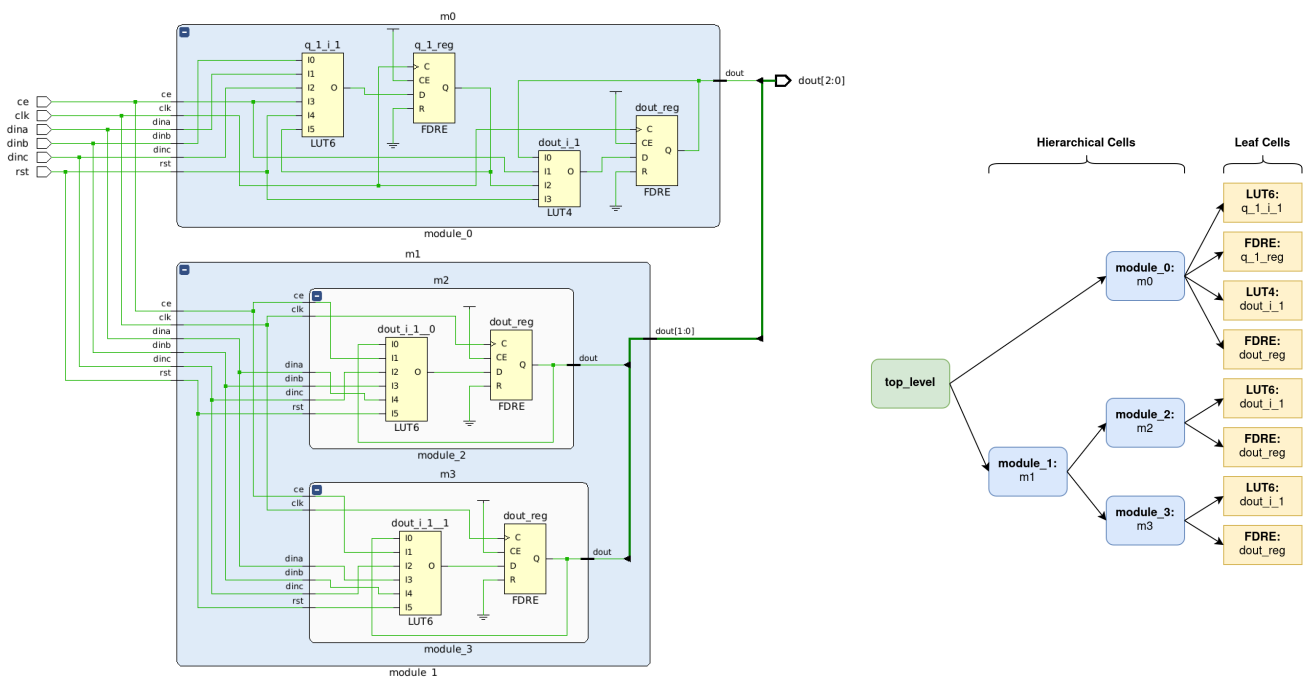 m0
q_1_i_1
I0
I1
I2
I3
I4
I5
O
LUT6
q_1_reg
C
CE
D
R
Q
FDRE
dout_i_1
I0
I1
I2
I3
O
LUT4
dout_reg
C
CE
D
R
Q
FDRE
dout
dout[2:0]
ce
clk
dina
dinb
dinc
rst
ce
clk
dina
dinb
dinc
rst
module_0
m1
ce
clk
dina
dinb
dinc
rst
m2
ce
clk
dina
dinb
dinc
rst
dout_i_1__0
I0
I1
I2
I3
I4
I5
O
LUT6
dout_reg
C
CE
D
R
Q
FDRE
dout
dout[1:0]
module_2
m3
ce
clk
dina
dinb
dinc
rst
dout_i_1__1
I0
I1
I2
I3
I4
I5
O
LUT6
dout_reg
C
CE
D
R
Q
FDRE
dout
module_3
module_1
Hierarchical Cells
Leaf Cells
top_level
module_0:
m0
module_1:
m1
module_2:
m2
module_3:
m3
LUT6:
q_1_i_1
FDRE:
q_1_reg
LUT4:
dout_i_1
FDRE:
dout_reg
LUT6:
dout_i_1
FDRE:
dout_reg
LUT6:
dout_i_1
FDRE:
dout_reg